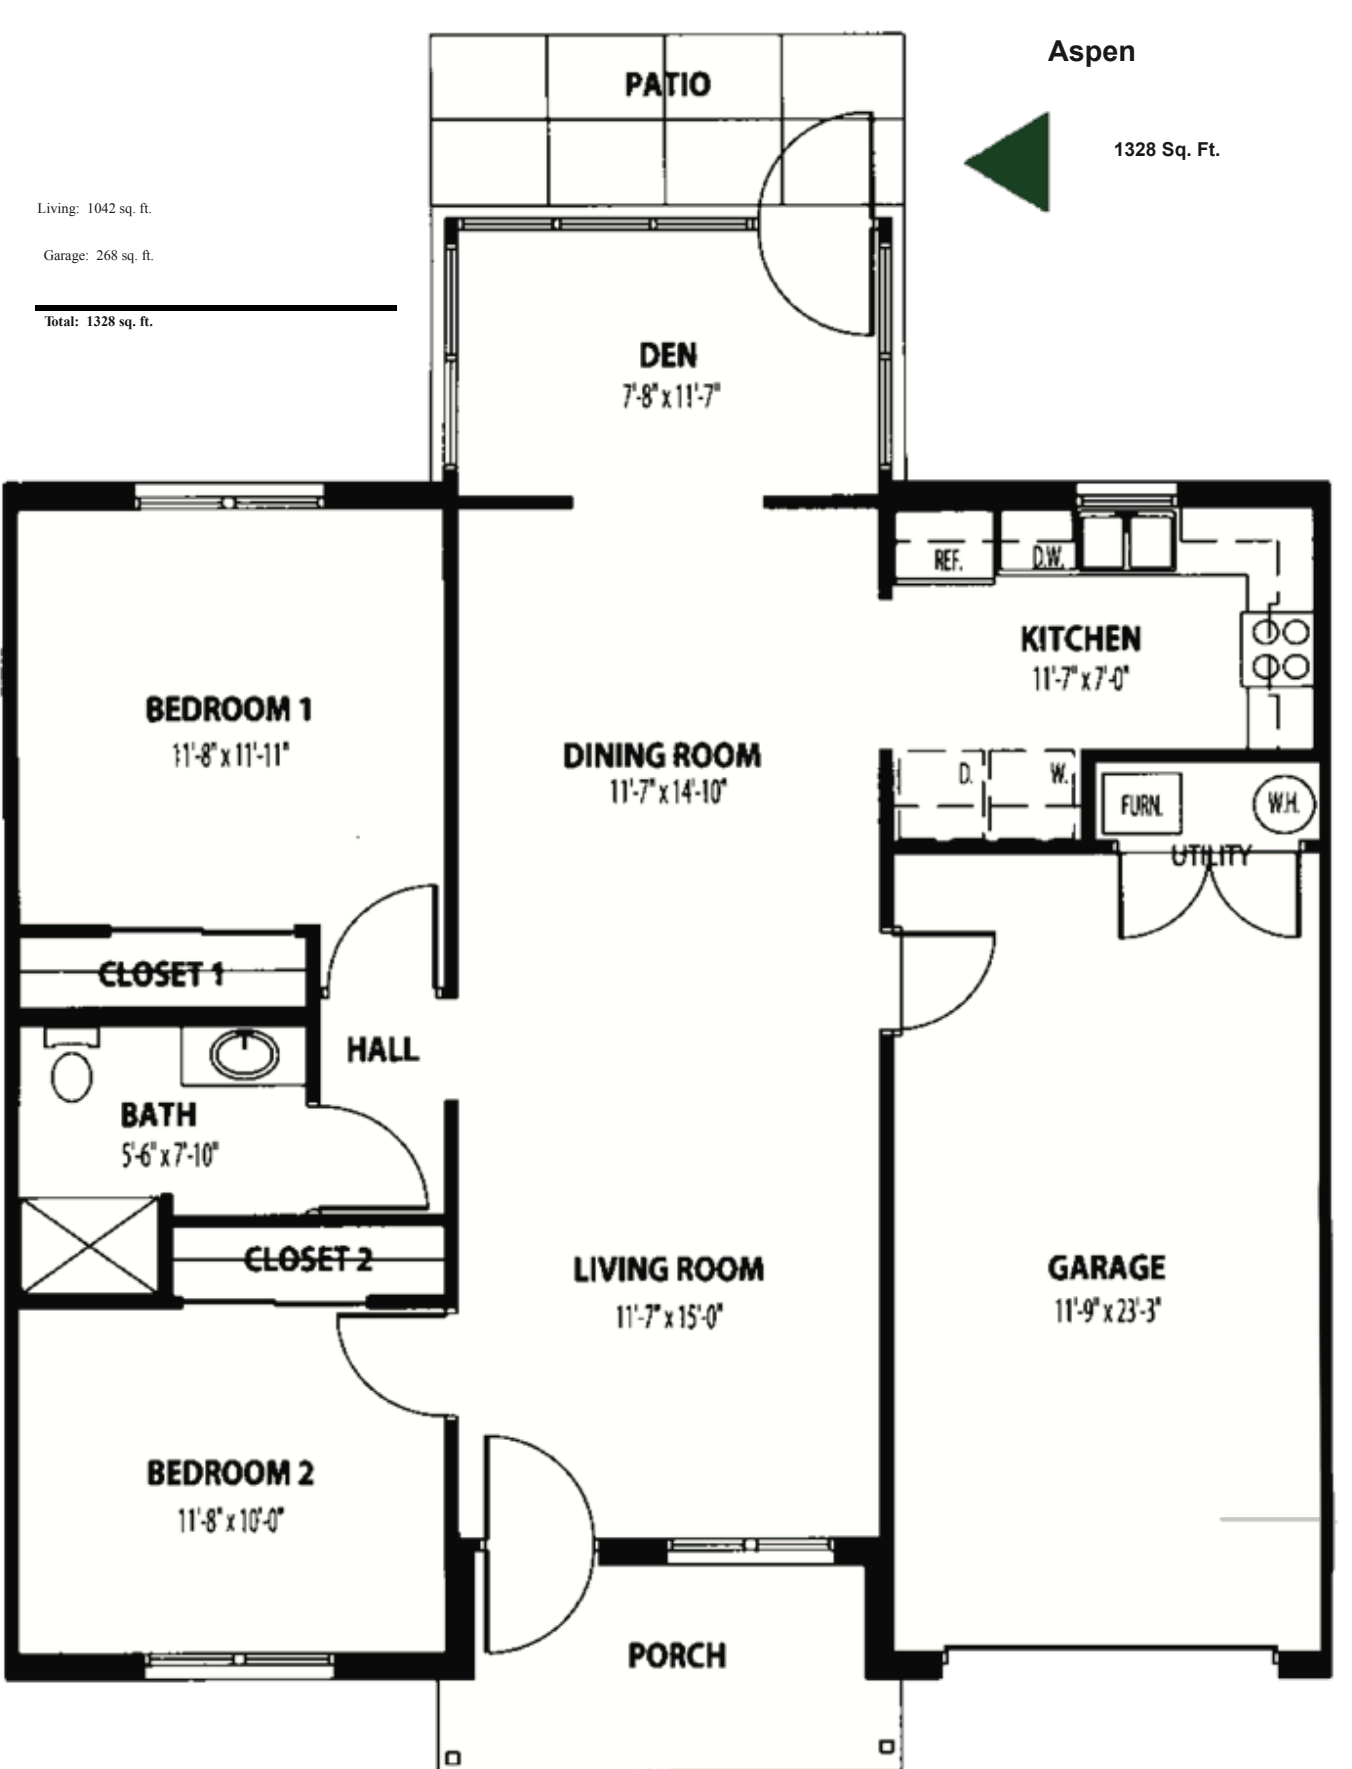 Aspen
1328 Sq. Ft.
Living: 1042 sq. ft.
Garage: 268 sq. ft.
Total: 1328 sq. ft.
PATIO
DEN
7'-8" x 11'-7"
REF.
D.W.
KITCHEN
11'-7" x 7'-0"
BEDROOM 1
11'-8" x 11'-11"
DINING ROOM
11'-7" x 14'-10"
D.
W.
FURN.
W.H.
UTILITY
CLOSET 1
HALL
BATH
5'-6" x 7'-10"
CLOSET 2
LIVING ROOM
11'-7" x 15'-0"
GARAGE
11'-9" x 23'-3"
BEDROOM 2
11'-8" x 10'-0"
PORCH